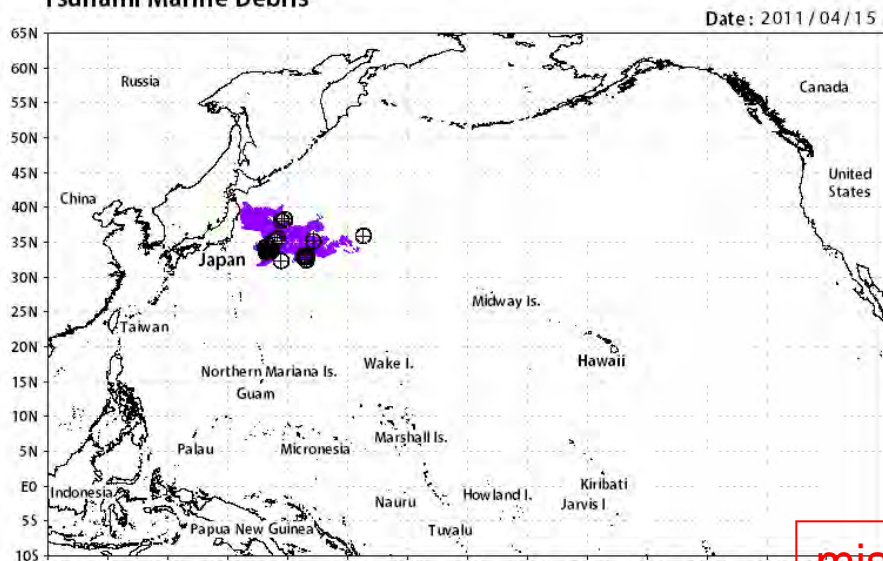 Tsunami Marine Debris
Date: 2011/04/15
65N
60N
Russia
Canada
55N
50N
45N
United
States
China
40N
35N
Japan
30N
Midway Is.
25N
Taiwan
20N
Hawaii
Wake I.
Northern Mariana Is.
15N
Guam
10N
Marshall Is.
5N
Palau
Micronesia
Kiribati
E0
Indonesia
Howland I.
Jarvis I
Nauru
5S
Papua New Guinea
Tuvalu
10S